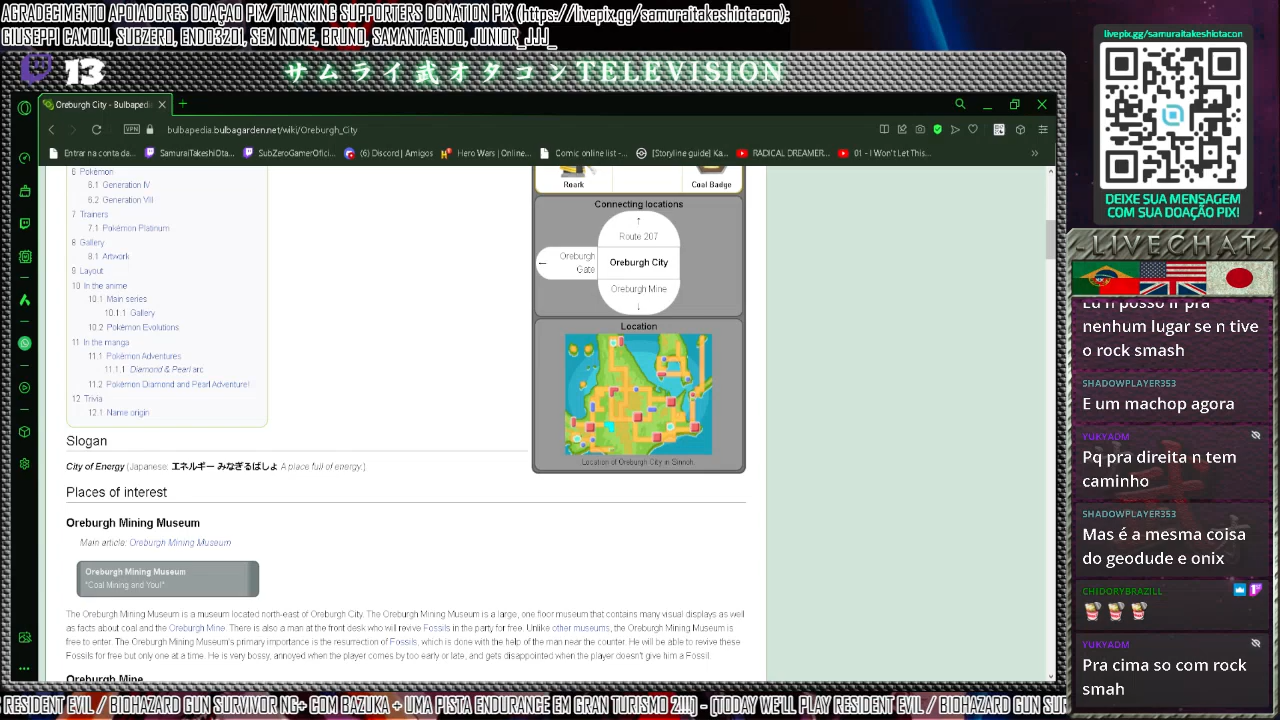 AGRADECIMENTO APOIADORES DOAÇÃO PIX/THANKING SUPPORTERS DONATION PIX (https://livepix.gg/samuraitakeshiotacon):
GIUSEPPI CAMOLI, SUBZERO, ENDO3201, SEM NOME, BRUNO, SAMANTAENDO, JUNIOR_JJJ_
13
サムライ武オタコンTELEVISION
Oreburgh City - Bulbaped
VPN
bulbapedia.bulbagarden.net/wiki/Oreburgh_City
Entrar na conta da...
SamuraiTakeshiOta...
SubZeroGamerOfici...
(6) Discord | Amigos
Hero Wars | Online...
Comic online list -...
[Storyline guide] Ka...
RADICAL DREAMER...
01 - I Won't Let This...
6 Pokémon
6.1 Generation IV
6.2 Generation VIII
7 Trainers
7.1 Pokémon Platinum
8 Gallery
8.1 Artwork
9 Layout
10 In the anime
10.1 Main series
10.1.1 Gallery
10.2 Pokémon Evolutions
11 In the manga
11.1 Pokémon Adventures
11.1.1 Diamond & Pearl arc
11.2 Pokémon Diamond and Pearl Adventure!
12 Trivia
12.1 Name origin
Roark
Coal Badge
Connecting locations
↑
Route 207
←
Oreburgh
Gate
Oreburgh City
Oreburgh Mine
↓
Location
Location of Oreburgh City in Sinnoh.
Slogan
City of Energy (Japanese: エネルギー みなぎるばしょ A place full of energy.)
Places of interest
Oreburgh Mining Museum
Main article: Oreburgh Mining Museum
Oreburgh Mining Museum
"Coal Mining and You!"
The Oreburgh Mining Museum is a museum located north-east of Oreburgh City. The Oreburgh Mining Museum is a large, one floor museum that contains many visual displays as well
as facts about coal and the Oreburgh Mine. There is also a man at the front desk who will revive Fossils in the party for free. Unlike other museums, the Oreburgh Mining Museum is
free to enter. The Oreburgh Mining Museum's primary importance is the resurrection of Fossils, which is done with the help of the man near the counter. He will be able to revive these
Fossils for free but only one at a time. He is very bossy, annoyed when the player comes by too early or late, and gets disappointed when the player doesn't give him a Fossil.
Oreburgh Mine
livepix.gg/samuraitakeshiotacon
DEIXE SUA MENSAGEM
COM SUA DOAÇÃO PIX!
-LIVECHAT-
Eu n posso ir pra
nenhum lugar se n tive
o rock smash
SHADOWPLAYER353
E um machop agora
YUKYADM
Pq pra direita n tem
caminho
SHADOWPLAYER353
Mas é a mesma coisa
do geodude e onix
CHIDORYBRAZILL
YUKYADM
Pra cima so com rock
smah
RESIDENT EVIL / BIOHAZARD GUN SURVIVOR NG+ COM BAZUKA + UMA PISTA ENDURANCE EM GRAN TURISMO 2!!!] - [TODAY WE'LL PLAY RESIDENT EVIL / BIOHAZARD GUN SUR